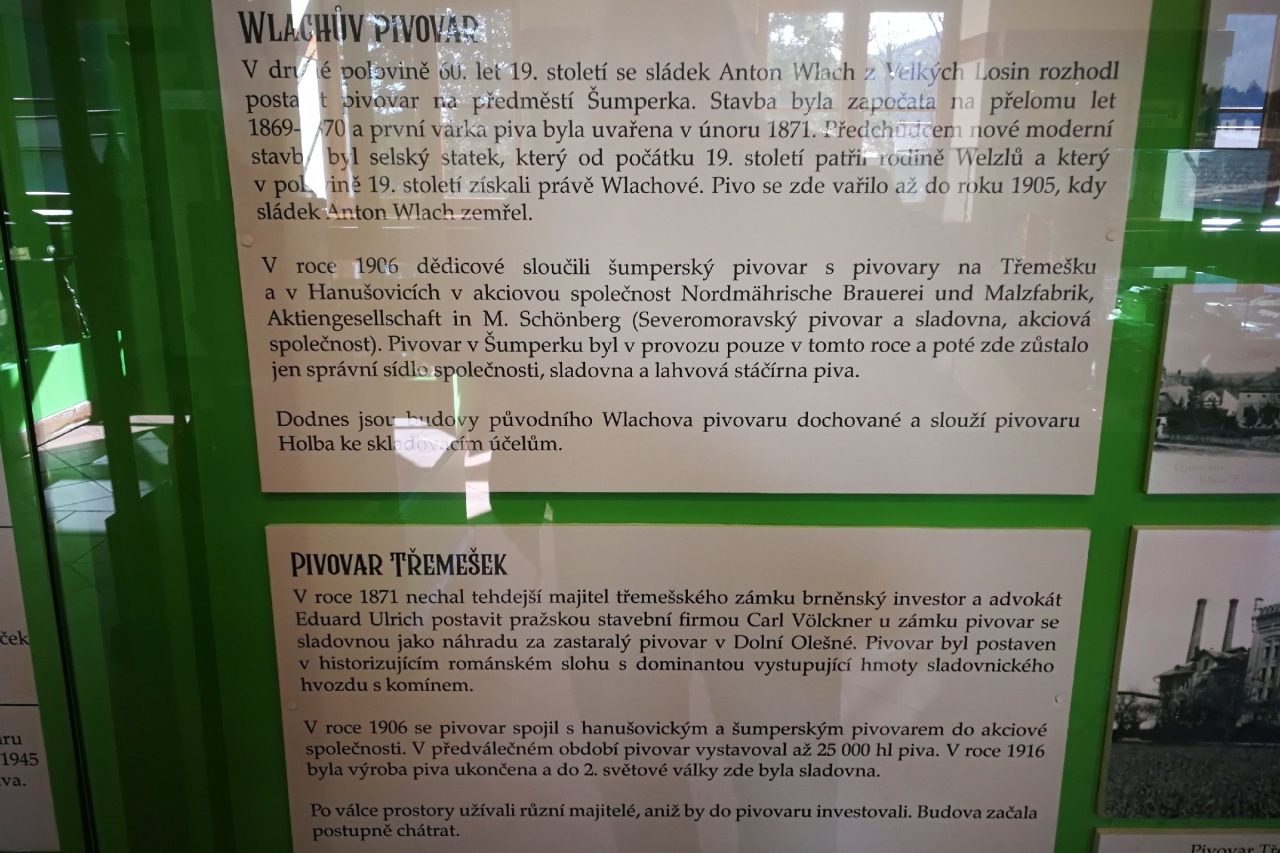 WLACHŮV PIVOVAR
V druhé polovině 60. let 19. století se sládek Anton Wlach z Velkých Losin rozhodl
postavit pivovar na předměstí Šumperka. Stavba byla započata na přelomu let
1869-1870 a první várka piva byla uvařena v únoru 1871. Předchůdcem nové moderní
stavby byl selský statek, který od počátku 19. století patřil rodině Welzlů a který
v polovině 19. století získali právě Wlachové. Pivo se zde vařilo až do roku 1905, kdy
sládek Anton Wlach zemřel.
V roce 1906 dědicové sloučili šumperský pivovar s pivovary na Třemešku
a v Hanušovicích v akciovou společnost Nordmährische Brauerei und Malzfabrik,
Aktiengesellschaft in M. Schönberg (Severomoravský pivovar a sladovna, akciová
společnost). Pivovar v Šumperku byl v provozu pouze v tomto roce a poté zde zůstalo
jen správní sídlo společnosti, sladovna a lahvová stáčírna piva.
Dodnes jsou budovy původního Wlachova pivovaru dochované a slouží pivovaru
Holba ke skladovacím účelům.
PIVOVAR TŘEMEŠEK
V roce 1871 nechal tehdejší majitel třemešského zámku brněnský investor a advokát
Eduard Ulrich postavit pražskou stavební firmou Carl Völckner u zámku pivovar se
sladovnou jako náhradu za zastaralý pivovar v Dolní Olešné. Pivovar byl postaven
v historizujícím románském slohu s dominantou vystupující hmoty sladovnického
hvozdu s komínem.
V roce 1906 se pivovar spojil s hanušovickým a šumperským pivovarem do akciové
společnosti. V předválečném období pivovar vystavoval až 25 000 hl piva. V roce 1916
byla výroba piva ukončena a do 2. světové války zde byla sladovna.
Po válce prostory užívali různí majitelé, aniž by do pivovaru investovali. Budova začala
postupně chátrat.
1945
Pivovar